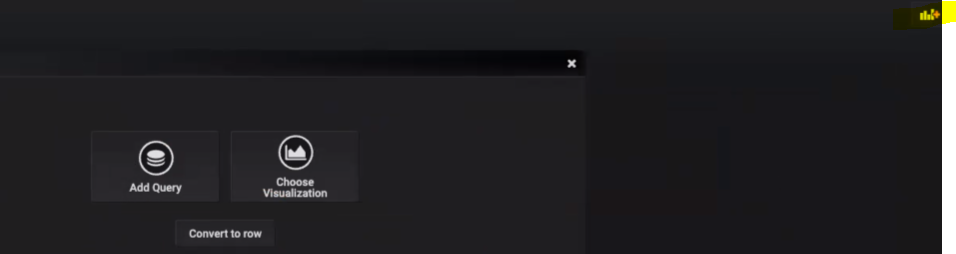 Add Query
Choose
Visualization
Convert to row